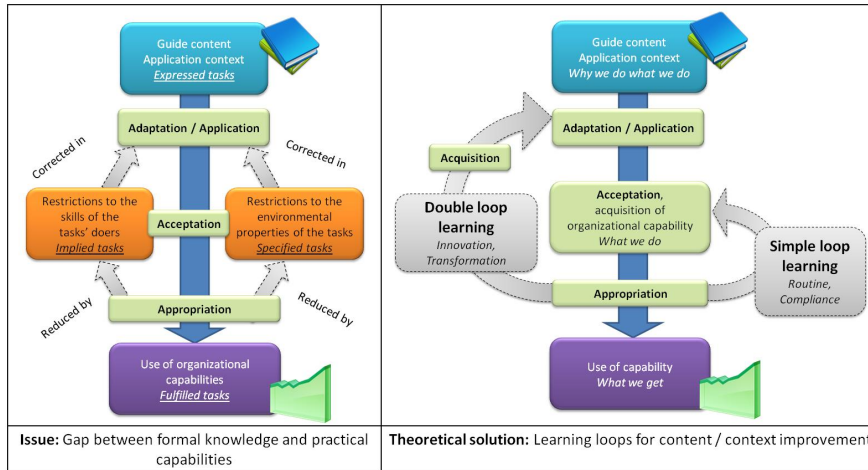 Guide content
Application context
Expressed tasks
Adaptation / Application
Corrected in
Corrected in
Restrictions to the
skills of the
tasks' doers
Implied tasks
Acceptation
Restrictions to the
environmental
properties of the tasks
Specified tasks
Reduced by
Appropriation
Reduced by
Use of organizational
capabilities
Fulfilled tasks
Issue: Gap between formal knowledge and practical
capabilities
Guide content
Application context
Why we do what we do
Adaptation / Application
Acquisition
Double loop
learning
Innovation,
Transformation
Acceptation,
acquisition of
organizational capability
What we do
Simple loop
learning
Routine,
Compliance
Appropriation
Use of capability
What we get
Theoretical solution: Learning loops for content / context improvement